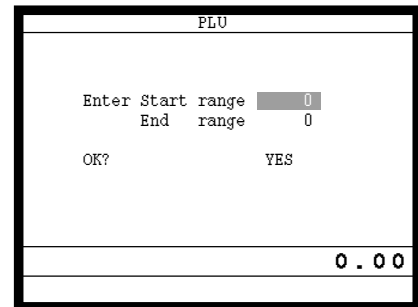 PLU
Enter Start range 0
End range 0
OK? YES
0.00